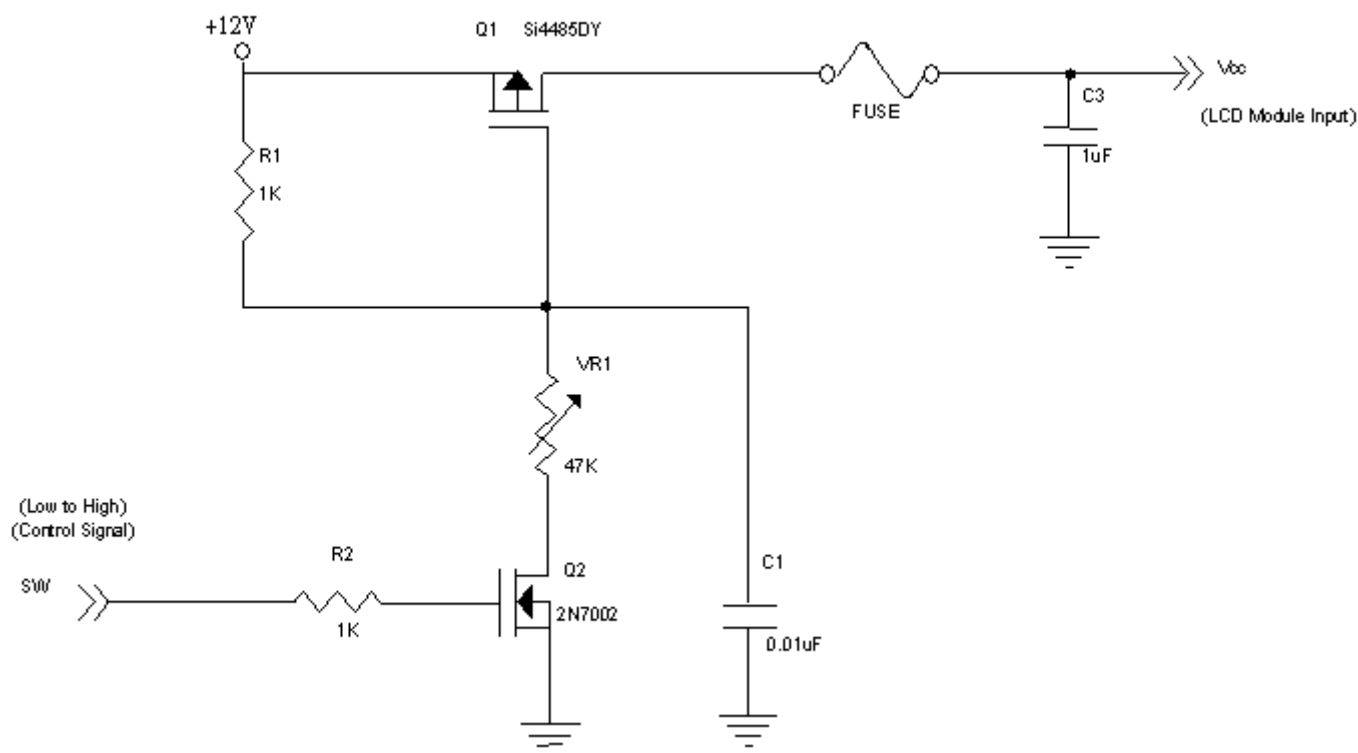 +12V
Q1 Si4485DY
Vcc
FUSE
C3
(LCD Module Input)
R1
1uF
1K
VR1
47K
(Low to High)
(Control Signal)
R2
Q2
C1
SW
2N7002
1K
0.01uF